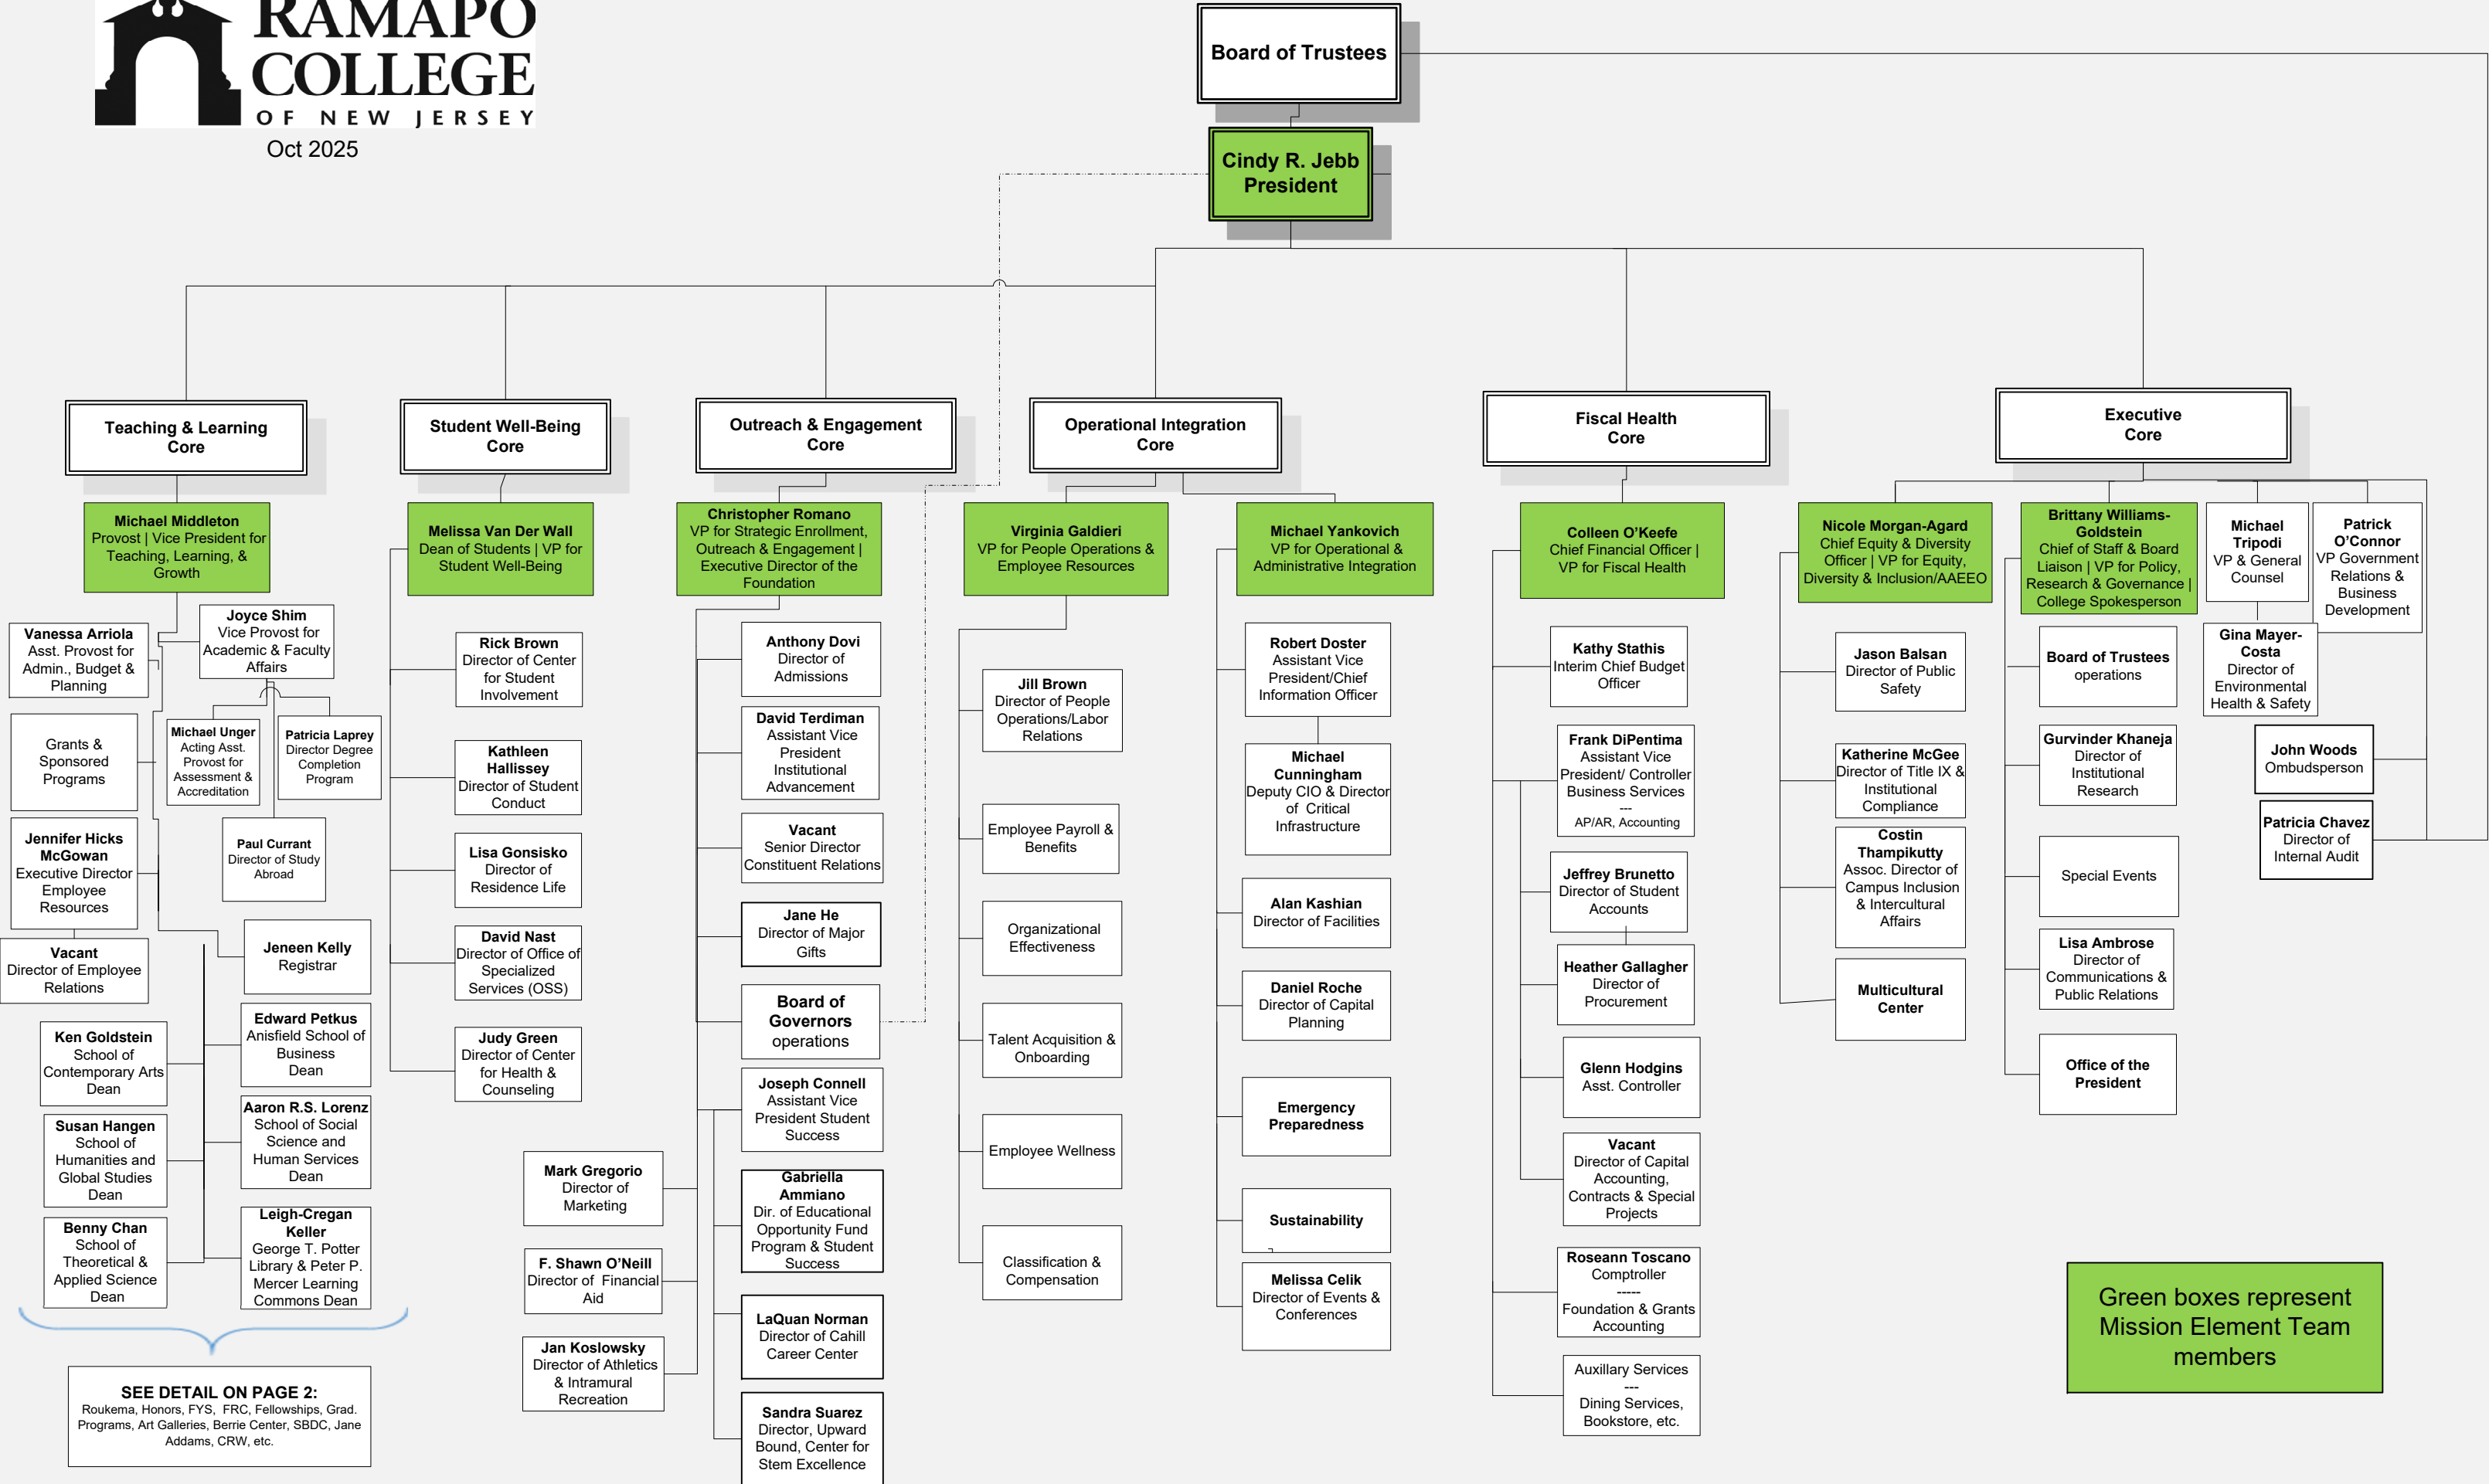 RAMAPO
COLLEGE
OF NEW JERSEY
Oct 2025
Board of Trustees
Cindy R. Jebb
President
Teaching & Learning
Core
Student Well-Being
Core
Outreach & Engagement
Core
Operational Integration
Core
Fiscal Health
Core
Executive
Core
Michael Middleton
Provost | Vice President for
Teaching, Learning, &
Growth
Vanessa Arriola
Asst. Provost for
Admin., Budget &
Planning
Joyce Shim
Vice Provost for
Academic & Faculty
Affairs
Grants &
Sponsored
Programs
Michael Unger
Acting Asst.
Provost for
Assessment &
Accreditation
Patricia Laprey
Director Degree
Completion
Program
Jennifer Hicks
McGowan
Executive Director
Employee
Resources
Paul Currant
Director of Study
Abroad
Vacant
Director of Employee
Relations
Jeneen Kelly
Registrar
Ken Goldstein
School of
Contemporary Arts
Dean
Edward Petkus
Anisfield School of
Business
Dean
Susan Hangen
School of
Humanities and
Global Studies
Dean
Aaron R.S. Lorenz
School of Social
Science and
Human Services
Dean
Benny Chan
School of
Theoretical &
Applied Science
Dean
Leigh-Cregan
Keller
George T. Potter
Library & Peter P.
Mercer Learning
Commons Dean
SEE DETAIL ON PAGE 2:
Roukema, Honors, FYS, FRC, Fellowships, Grad.
Programs, Art Galleries, Berrie Center, SBDC, Jane
Addams, CRW, etc.
Melissa Van Der Wall
Dean of Students | VP for
Student Well-Being
Rick Brown
Director of Center
for Student
Involvement
Kathleen
Hallissey
Director of Student
Conduct
Lisa Gonsisko
Director of
Residence Life
David Nast
Director of Office of
Specialized
Services (OSS)
Judy Green
Director of Center
for Health &
Counseling
Christopher Romano
VP for Strategic Enrollment,
Outreach & Engagement |
Executive Director of the
Foundation
Anthony Dovi
Director of
Admissions
David Terdiman
Assistant Vice
President
Institutional
Advancement
Vacant
Senior Director
Constituent Relations
Jane He
Director of Major
Gifts
Board of
Governors
operations
Joseph Connell
Assistant Vice
President Student
Success
Mark Gregorio
Director of
Marketing
Gabriella
Ammiano
Dir. of Educational
Opportunity Fund
Program & Student
Success
F. Shawn O’Neill
Director of Financial
Aid
LaQuan Norman
Director of Cahill
Career Center
Jan Koslowsky
Director of Athletics
& Intramural
Recreation
Sandra Suarez
Director, Upward
Bound, Center for
Stem Excellence
Virginia Galdieri
VP for People Operations &
Employee Resources
Jill Brown
Director of People
Operations/Labor
Relations
Employee Payroll &
Benefits
Organizational
Effectiveness
Talent Acquisition &
Onboarding
Employee Wellness
Classification &
Compensation
Michael Yankovich
VP for Operational &
Administrative Integration
Robert Doster
Assistant Vice
President/Chief
Information Officer
Michael
Cunningham
Deputy CIO & Director
of Critical
Infrastructure
Alan Kashian
Director of Facilities
Daniel Roche
Director of Capital
Planning
Emergency
Preparedness
Sustainability
Melissa Celik
Director of Events &
Conferences
Colleen O’Keefe
Chief Financial Officer |
VP for Fiscal Health
Kathy Stathis
Interim Chief Budget
Officer
Frank DiPentima
Assistant Vice
President/ Controller
Business Services
---
AP/AR, Accounting
Jeffrey Brunetto
Director of Student
Accounts
Heather Gallagher
Director of
Procurement
Glenn Hodgins
Asst. Controller
Vacant
Director of Capital
Accounting,
Contracts & Special
Projects
Roseann Toscano
Comptroller
-----
Foundation & Grants
Accounting
Auxillary Services
---
Dining Services,
Bookstore, etc.
Nicole Morgan-Agard
Chief Equity & Diversity
Officer | VP for Equity,
Diversity & Inclusion/AAEEO
Jason Balsan
Director of Public
Safety
Katherine McGee
Director of Title IX &
Institutional
Compliance
Costin
Thampikutty
Assoc. Director of
Campus Inclusion
& Intercultural
Affairs
Multicultural
Center
Brittany Williams-
Goldstein
Chief of Staff & Board
Liaison | VP for Policy,
Research & Governance |
College Spokesperson
Board of Trustees
operations
Gurvinder Khaneja
Director of
Institutional
Research
Special Events
Lisa Ambrose
Director of
Communications &
Public Relations
Office of the
President
Michael
Tripodi
VP & General
Counsel
Gina Mayer-
Costa
Director of
Environmental
Health & Safety
Patrick
O’Connor
VP Government
Relations &
Business
Development
John Woods
Ombudsperson
Patricia Chavez
Director of
Internal Audit
Green boxes represent
Mission Element Team
members